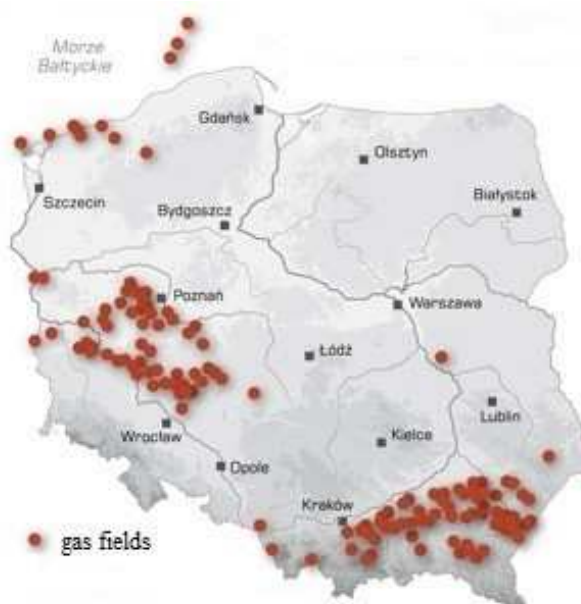 Morze
Bałtyckie
Gdańsk
Olsztyn
Szczecin
Białystok
Bydgoszcz
Poznań
Warszawa
Łódź
Lublin
Wrocław
Kielce
Opole
Kraków
gas fields